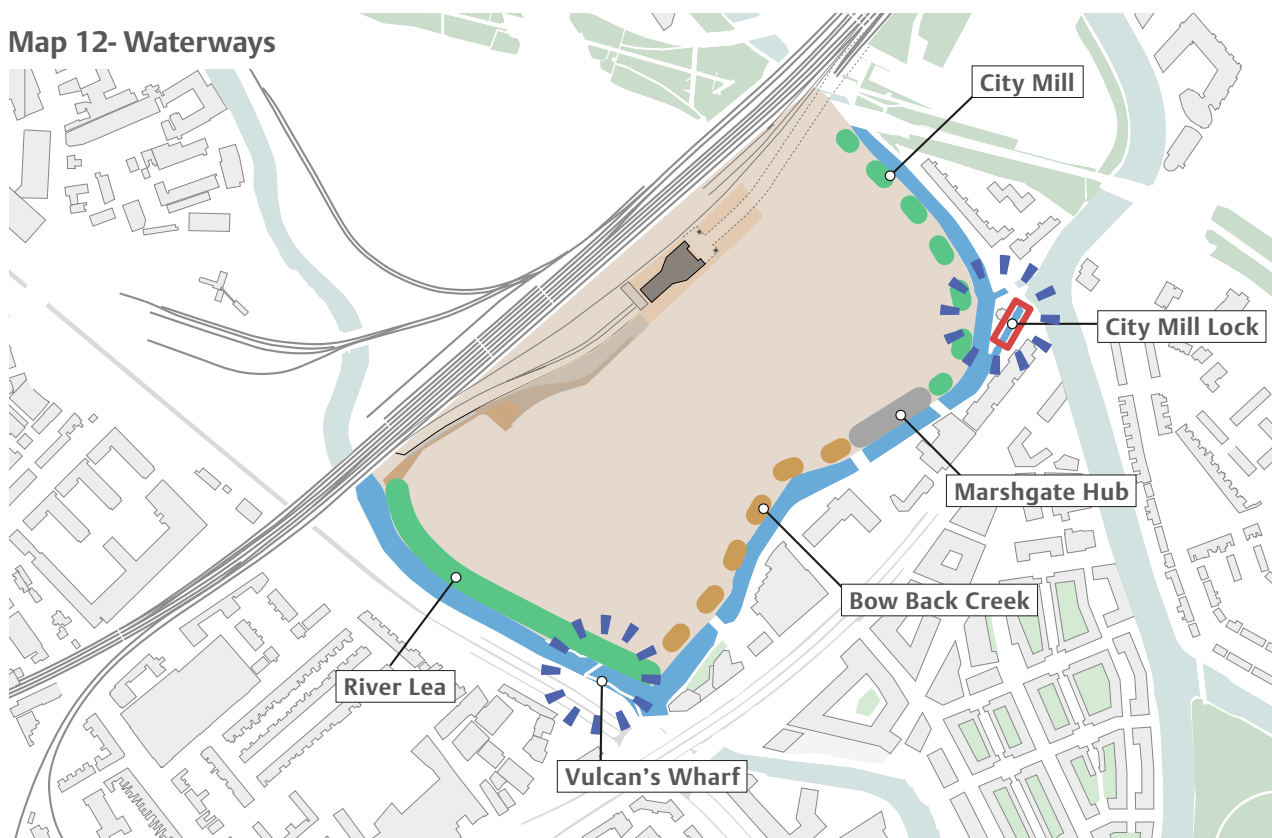 Map 12- Waterways
City Mill
City Mill Lock
Marshgate Hub
Bow Back Creek
River Lea
Vulcan's Wharf